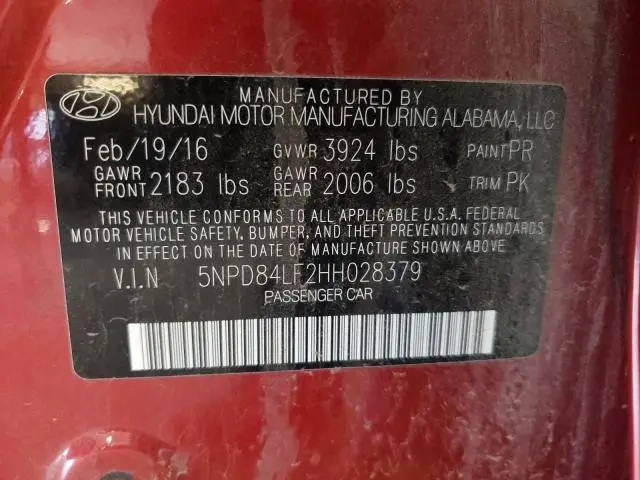 MANUFACTURED BY
HYUNDAI MOTOR MANUFACTURING ALABAMA, LLC
Feb/19/16 GVWR 3924 lbs PAINT PR
GAWR FRONT 2183 lbs GAWR REAR 2006 lbs TRIM PK
THIS VEHICLE CONFORMS TO ALL APPLICABLE U.S.A. FEDERAL
MOTOR VEHICLE SAFETY, BUMPER, AND THEFT PREVENTION STANDARDS
IN EFFECT ON THE DATE OF MANUFACTURE SHOWN ABOVE.
V.I.N 5NPD84LF2HH028379
PASSENGER CAR